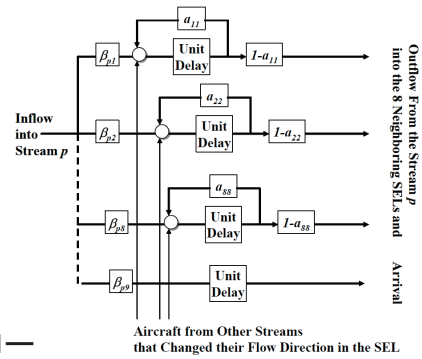 a11
βp1
Unit
Delay
1-a11
a22
Inflow
into
Stream p
βp2
Unit
Delay
1-a22
a88
βp8
Unit
Delay
1-a88
βp9
Unit
Delay
Outflow From the Stream p
into the 8 Neighboring SELs and
Arrival
Aircraft from Other Streams
that Changed their Flow Direction in the SEL